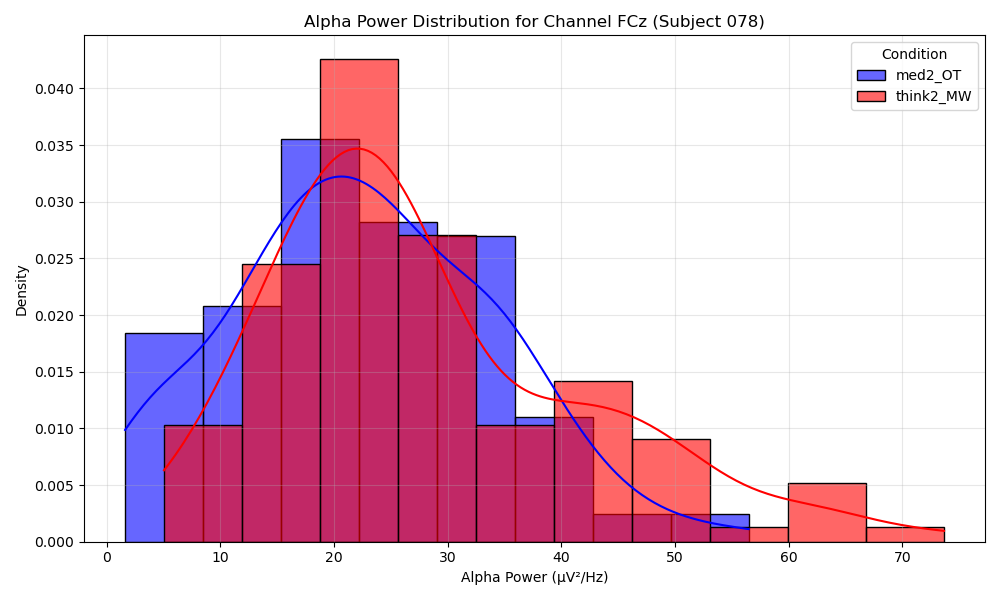 Alpha Power Distribution for Channel FCz (Subject 078)
Condition
med2_OT
think2_MW
Density
0.040
0.035
0.030
0.025
0.020
0.015
0.010
0.005
0.000
0 10 20 30 40 50 60 70
Alpha Power (μV²/Hz)